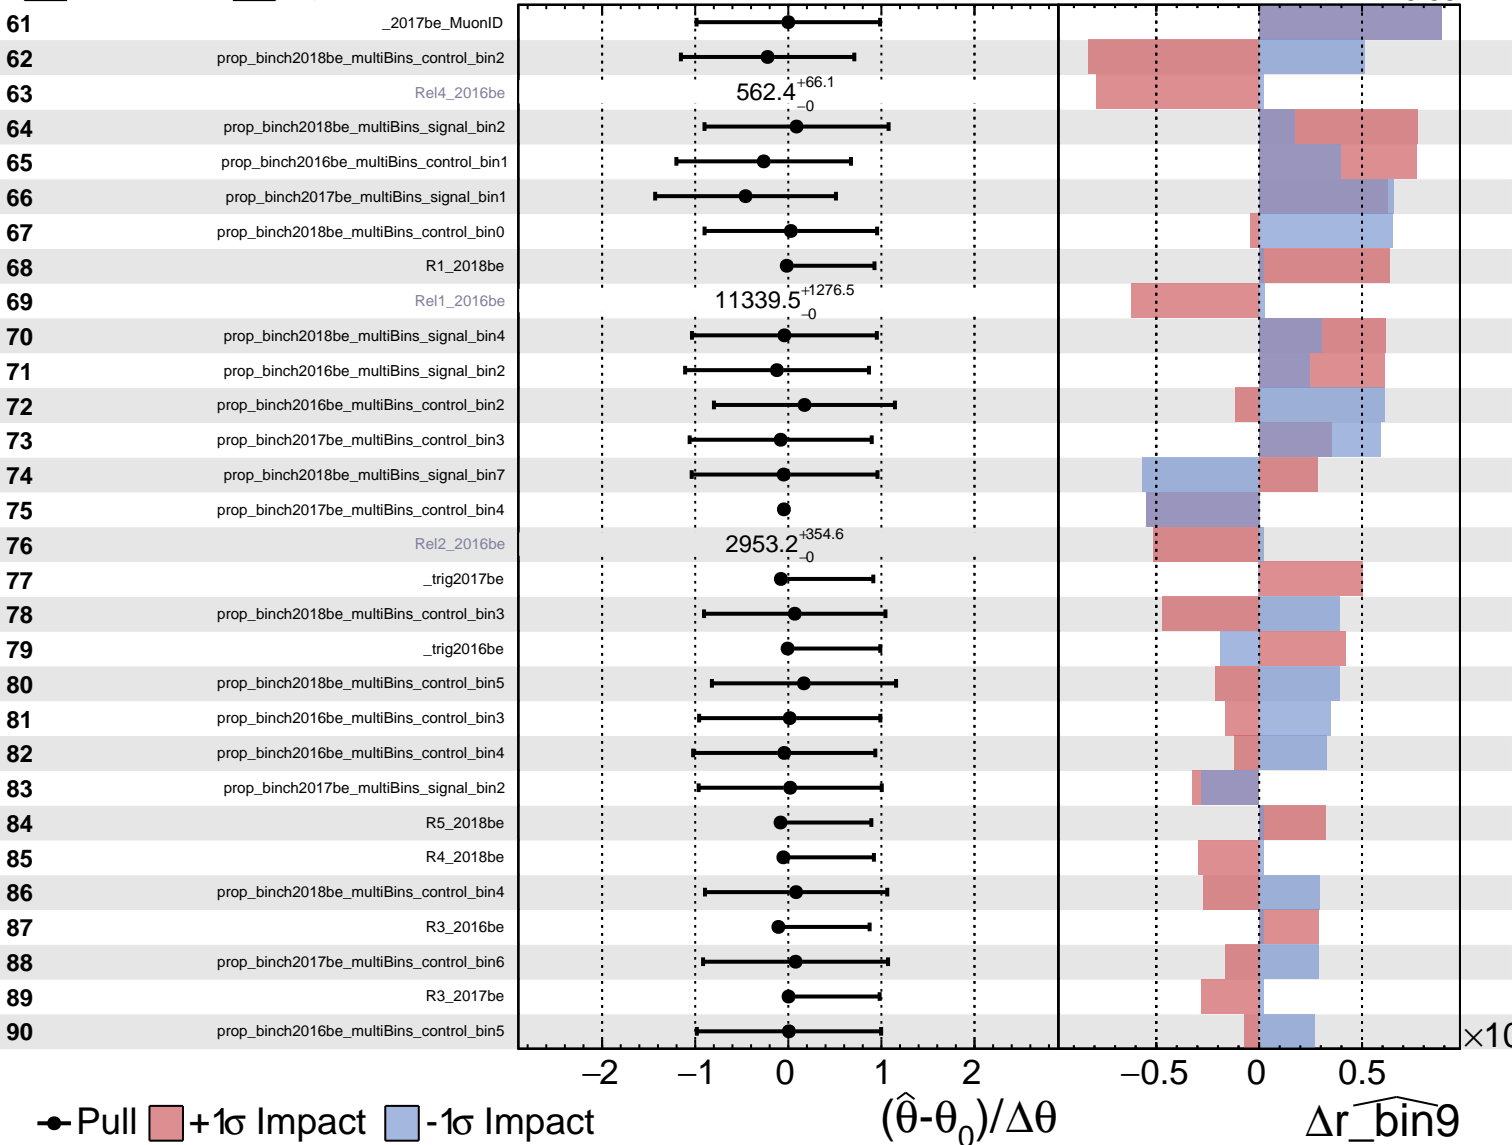 61 _2017be_MuonID
62 prop_binch2018be_multiBins_control_bin2
63 Rel4_2016be 562.4 +66.1 −0
64 prop_binch2018be_multiBins_signal_bin2
65 prop_binch2016be_multiBins_control_bin1
66 prop_binch2017be_multiBins_signal_bin1
67 prop_binch2018be_multiBins_control_bin0
68 R1_2018be
69 Rel1_2016be 11339.5 +1276.5 −0
70 prop_binch2018be_multiBins_signal_bin4
71 prop_binch2016be_multiBins_signal_bin2
72 prop_binch2016be_multiBins_control_bin2
73 prop_binch2017be_multiBins_control_bin3
74 prop_binch2018be_multiBins_signal_bin7
75 prop_binch2017be_multiBins_control_bin4
76 Rel2_2016be 2953.2 +354.6 −0
77 _trig2017be
78 prop_binch2018be_multiBins_control_bin3
79 _trig2016be
80 prop_binch2018be_multiBins_control_bin5
81 prop_binch2016be_multiBins_control_bin3
82 prop_binch2016be_multiBins_control_bin4
83 prop_binch2017be_multiBins_signal_bin2
84 R5_2018be
85 R4_2018be
86 prop_binch2018be_multiBins_control_bin4
87 R3_2016be
88 prop_binch2017be_multiBins_control_bin6
89 R3_2017be
90 prop_binch2016be_multiBins_control_bin5
−2 −1 0 1 2 −0.5 0 0.5
Pull +1σ Impact -1σ Impact (θ̂-θ₀)/Δθ Δr_bin9